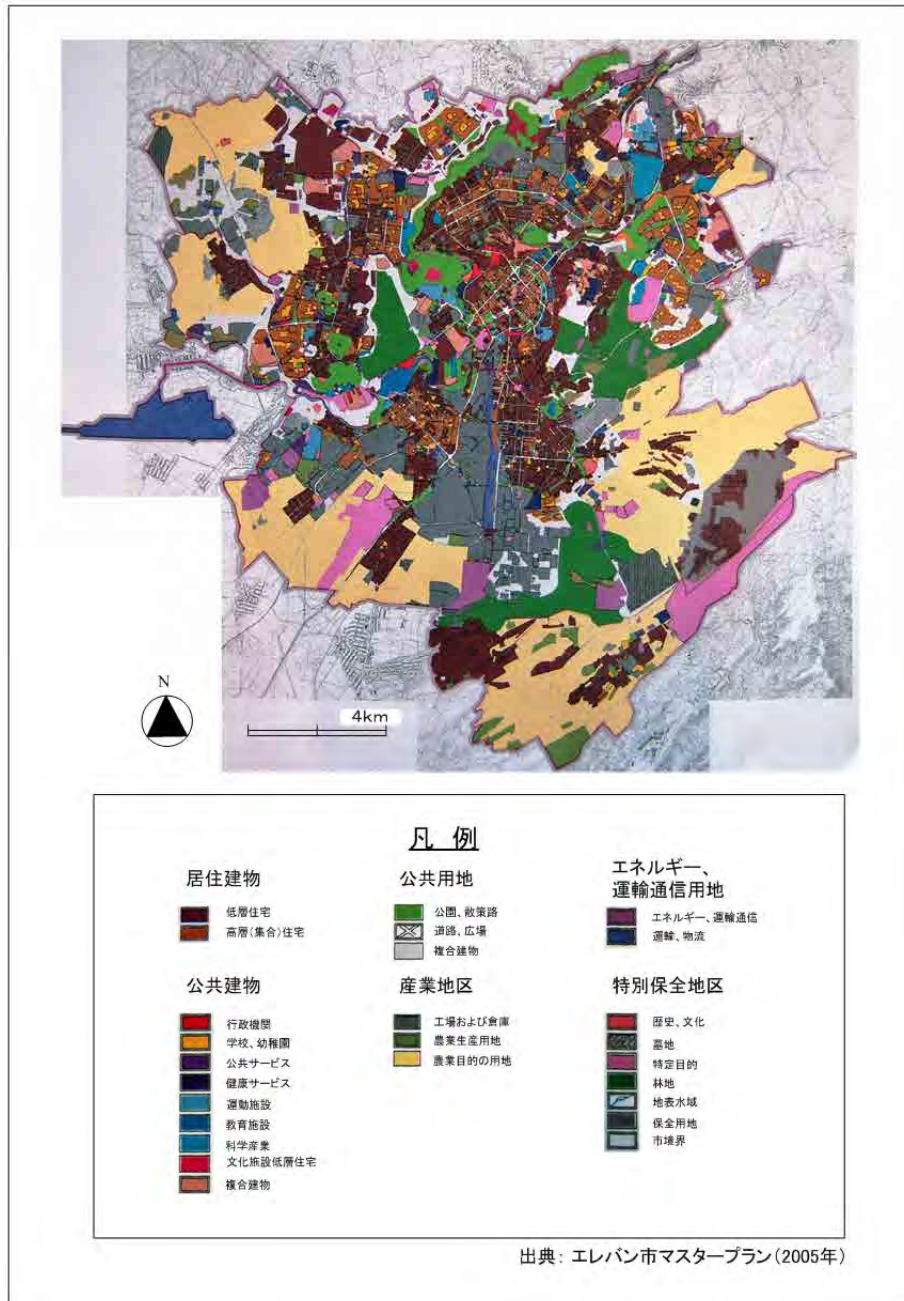 N
4km
凡 例
居住建物
低層住宅
高層(集合)住宅
公共建物
行政機関
学校、幼稚園
公共サービス
健康サービス
運動施設
教育施設
科学産業
文化施設低層住宅
複合建物
公共用地
公園、散策路
道路、広場
複合建物
産業地区
工場および倉庫
農業生産用地
農業目的の用地
エネルギー、
運輸通信用地
エネルギー、運輸通信
運輸、物流
特別保全地区
歴史、文化
墓地
特定目的
林地
地表水域
保全用地
市境界
出典: エレバン市マスタープラン(2005年)